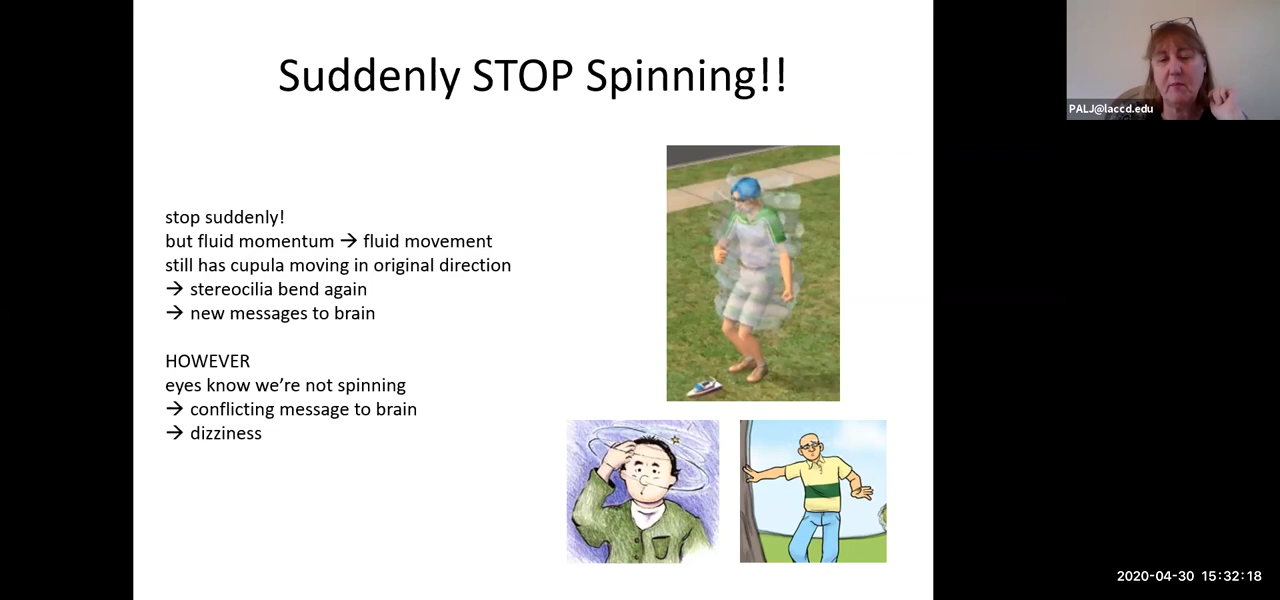 Suddenly STOP Spinning!!
PALJ@laccd.edu
stop suddenly!
but fluid momentum → fluid movement
still has cupula moving in original direction
→ stereocilia bend again
→ new messages to brain
HOWEVER
eyes know we’re not spinning
→ conflicting message to brain
→ dizziness
2020-04-30 15:32:18